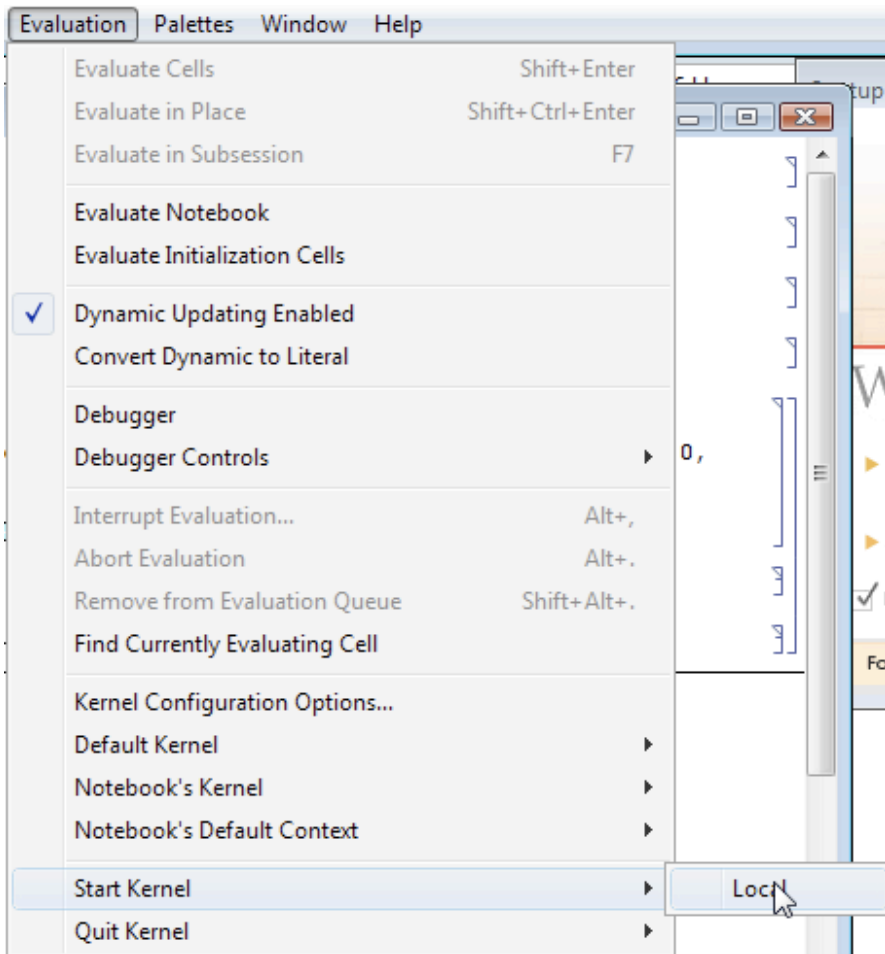 Evaluation Palettes Window Help
Evaluate Cells Shift+Enter
Evaluate in Place Shift+Ctrl+Enter
Evaluate in Subsession F7
Evaluate Notebook
Evaluate Initialization Cells
Dynamic Updating Enabled
Convert Dynamic to Literal
Debugger
Debugger Controls
0,
Interrupt Evaluation... Alt+,
Abort Evaluation Alt+.
Remove from Evaluation Queue Shift+Alt+.
Find Currently Evaluating Cell
Kernel Configuration Options...
Default Kernel
Notebook's Kernel
Notebook's Default Context
Start Kernel
Local
Quit Kernel